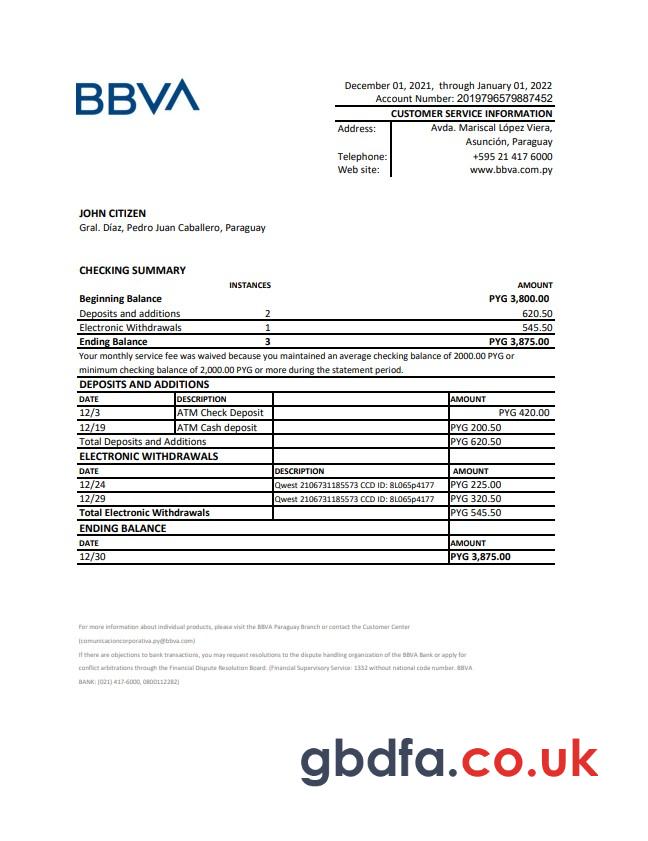 BBVA
December 01, 2021, through January 01, 2022
Account Number: 2019796579887452
CUSTOMER SERVICE INFORMATION
Address: Avda. Mariscal López Viera,
Asunción, Paraguay
Telephone: +595 21 417 6000
Web site: www.bbva.com.py
JOHN CITIZEN
Gral. Díaz, Pedro Juan Caballero, Paraguay
CHECKING SUMMARY
INSTANCES AMOUNT
Beginning Balance PYG 3,800.00
Deposits and additions 2 620.50
Electronic Withdrawals 1 545.50
Ending Balance 3 PYG 3,875.00
Your monthly service fee was waived because you maintained an average checking balance of 2000.00 PYG or
minimum checking balance of 2,000.00 PYG or more during the statement period.
DEPOSITS AND ADDITIONS
DATE DESCRIPTION AMOUNT
12/3 ATM Check Deposit PYG 420.00
12/19 ATM Cash deposit PYG 200.50
Total Deposits and Additions PYG 620.50
ELECTRONIC WITHDRAWALS
DATE DESCRIPTION AMOUNT
12/24 Qwest 2106731185573 CCD ID: 8L065p4177 PYG 225.00
12/29 Qwest 2106731185573 CCD ID: 8L065p4177 PYG 320.50
Total Electronic Withdrawals PYG 545.50
ENDING BALANCE
DATE AMOUNT
12/30 PYG 3,875.00
For more information about individual products, please visit the BBVA Paraguay Branch or contact the Customer Center
(comunicacioncorporativa.py@bbva.com)
If there are objections to bank transactions, you may request resolutions to the dispute handling organization of the BBVA Bank or apply for
conflict arbitrations through the Financial Dispute Resolution Board. (Financial Supervisory Service: 1332 without national code number. BBVA
BANK: (021) 417-6000, 0800112282)
gbdfa.co.uk